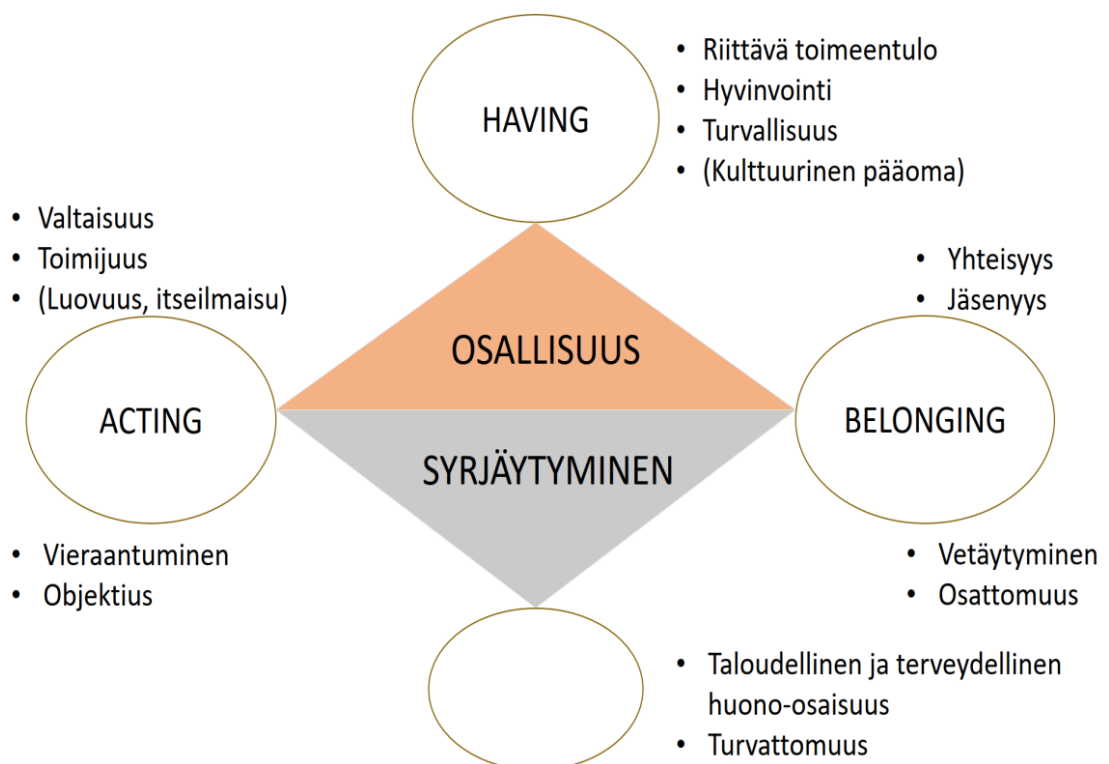 • Riittävä toimeentulo
• Hyvinvointi
• Turvallisuus
• (Kulttuurinen pääoma)
HAVING
• Valtaisuus
• Toimijuus
• (Luovuus, itseilmaisu)
• Yhteisyys
• Jäsenyys
OSALLISUUS
ACTING
BELONGING
SYRJÄYTYMINEN
• Vieraantuminen
• Objektius
• Vetäytyminen
• Osattomuus
• Taloudellinen ja terveydellinen
huono-osaisuus
• Turvattomuus